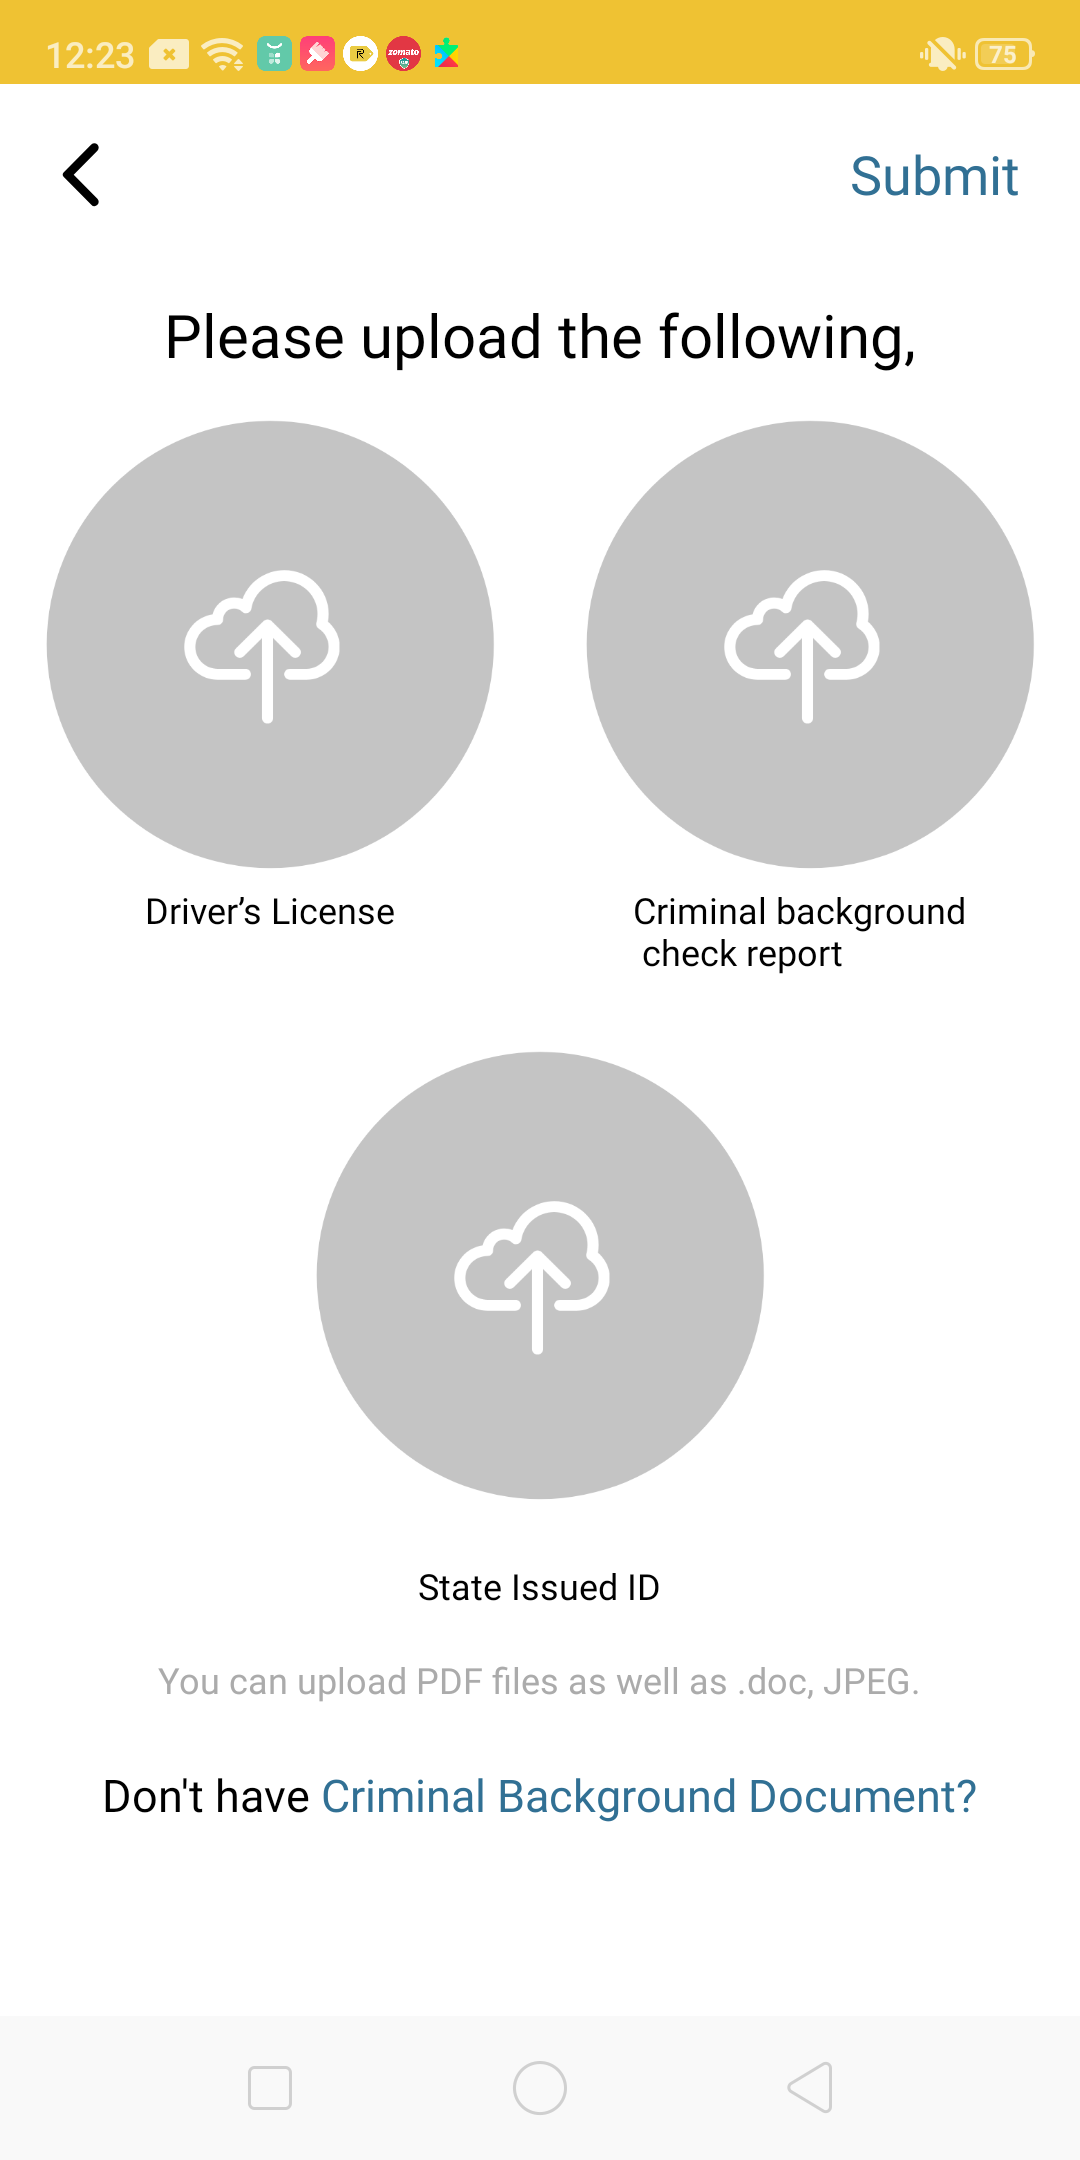 12:23
zomato
R
75
Submit
Please upload the following,
Driver’s License
Criminal background
check report
State Issued ID
You can upload PDF files as well as .doc, JPEG.
Don't have Criminal Background Document?